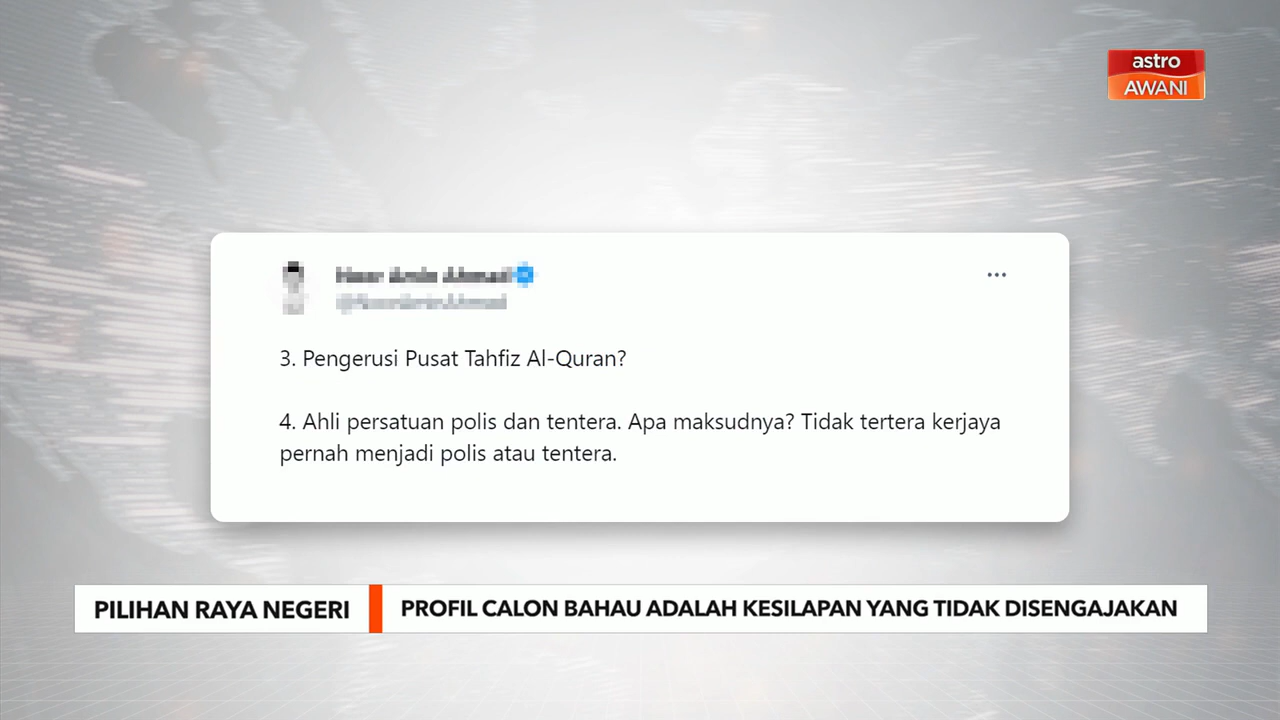 astro
AWANI
3. Pengerusi Pusat Tahfiz Al-Quran?
4. Ahli persatuan polis dan tentera. Apa maksudnya? Tidak tertera kerjaya
pernah menjadi polis atau tentera.
PILIHAN RAYA NEGERI
PROFIL CALON BAHAU ADALAH KESILAPAN YANG TIDAK DISENGAJAKAN